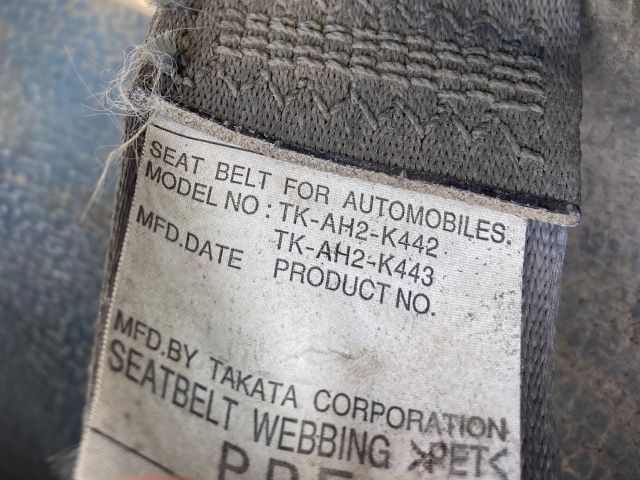 SEAT BELT FOR AUTOMOBILES.
MODEL NO : TK-AH2-K442
TK-AH2-K443
MFD.DATE PRODUCT NO.
MFD.BY TAKATA CORPORATION
SEATBELT WEBBING >PET<